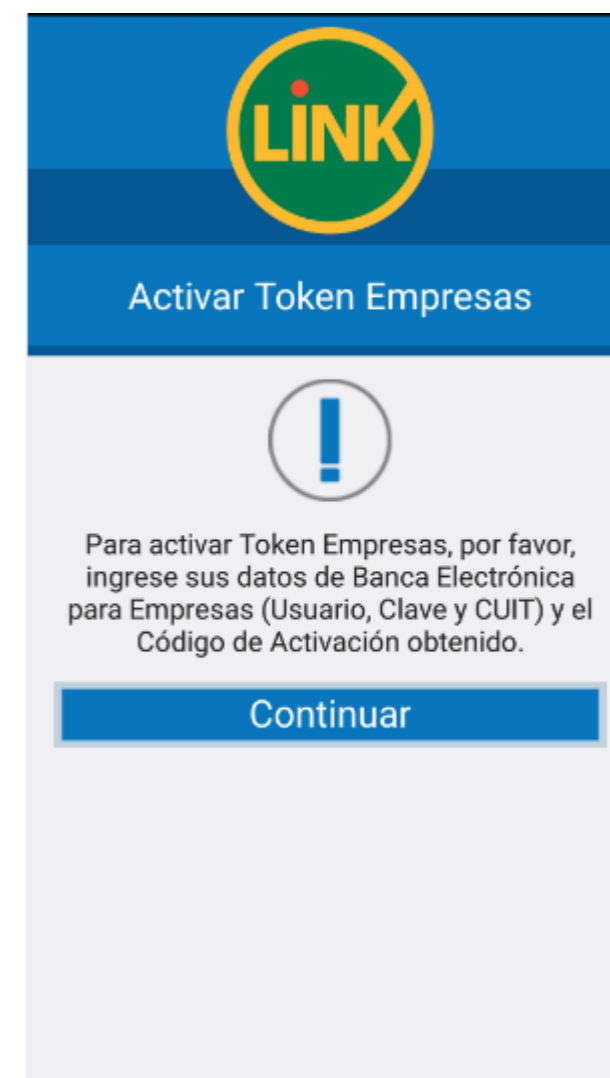 LiNK
Activar Token Empresas
Para activar Token Empresas, por favor,
ingrese sus datos de Banca Electrónica
para Empresas (Usuario, Clave y CUIT) y el
Código de Activación obtenido.
Continuar